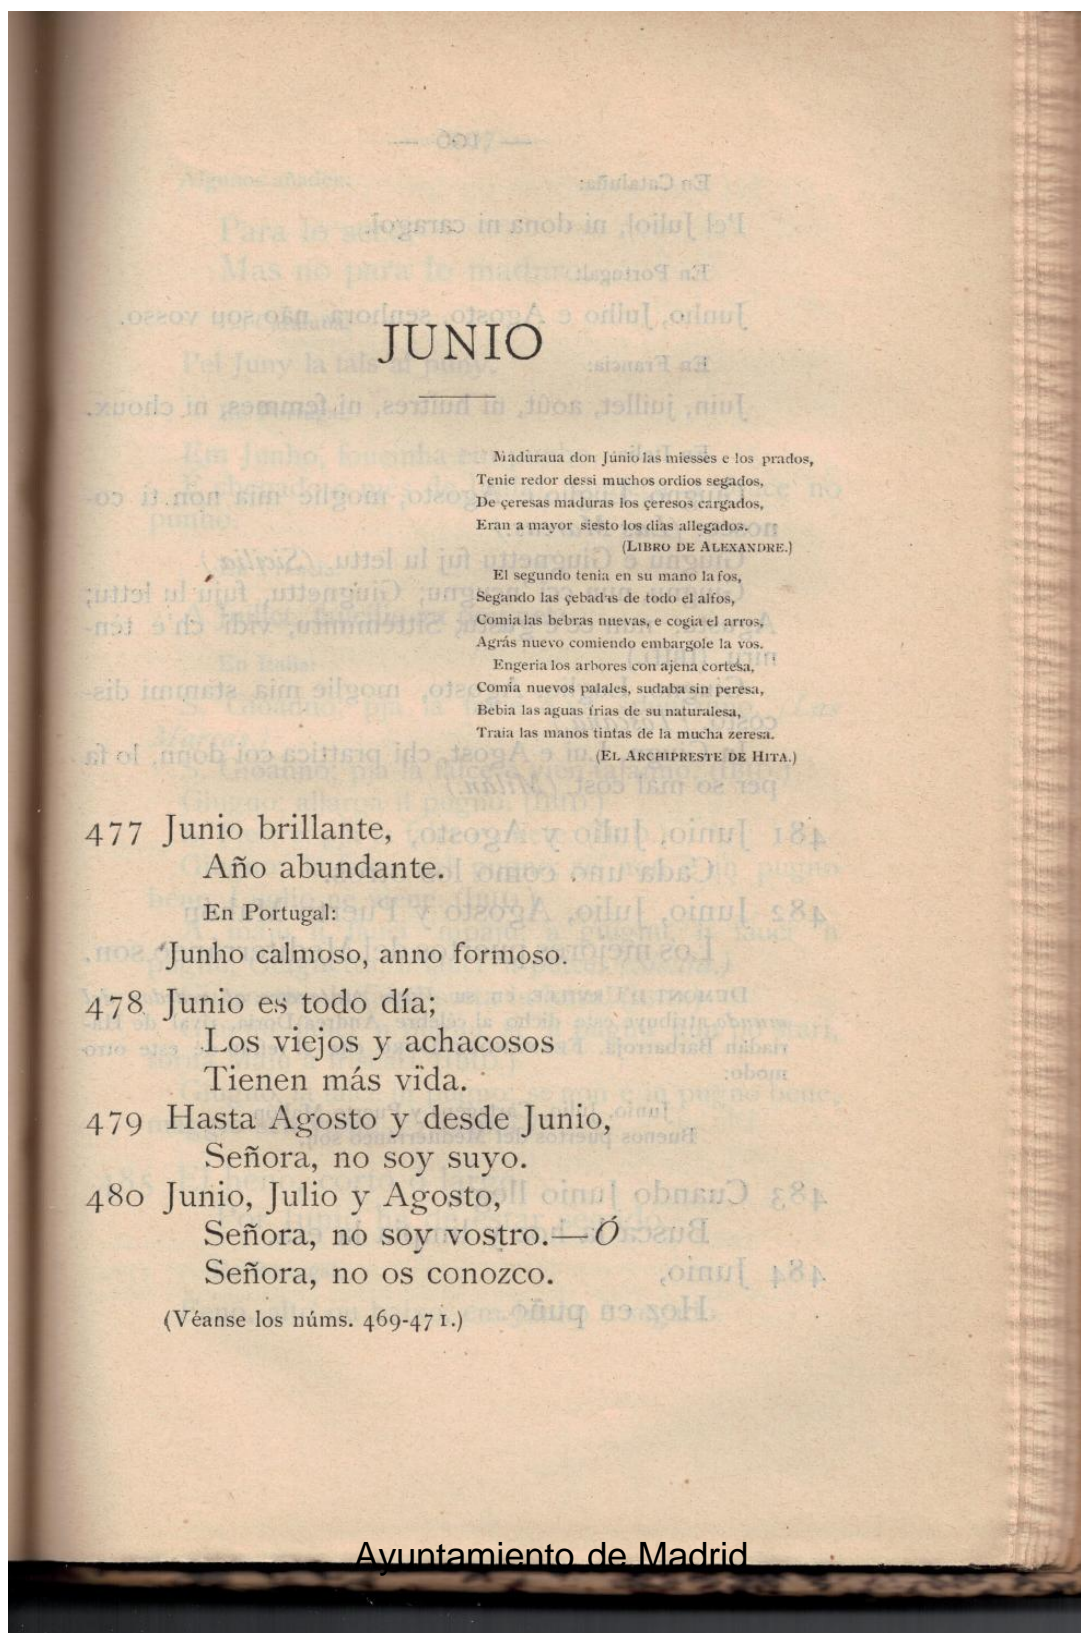 JUNIO
Maduraua don Junio las miesses e los prados,
Tenie redor dessi muchos ordios segados,
De çeresas maduras los çeresos cargados,
Eran a mayor siesto los dias allegados.
(LIBRO DE ALEXANDRE.)
El segundo tenia en su mano la fos,
Segando las çebadas de todo el alfos,
Comia las bebras nuevas, e cogia el arros,
Agrás nuevo comiendo embargole la vos.
Engeria los arbores con ajena cortesa,
Comia nuevos palales, sudaba sin peresa,
Bebia las aguas frias de su naturalesa,
Traia las manos tintas de la mucha zeresa.
(EL ARCHIPRESTE DE HITA.)
477 Junio brillante,
Año abundante.
En Portugal:
Junho calmoso, anno formoso.
478 Junio es todo día;
Los viejos y achacosos
Tienen más vida.
479 Hasta Agosto y desde Junio,
Señora, no soy suyo.
480 Junio, Julio y Agosto,
Señora, no soy vostro.—Ó
Señora, no os conozco.
(Véanse los núms. 469-471.)
Ayuntamiento de Madrid